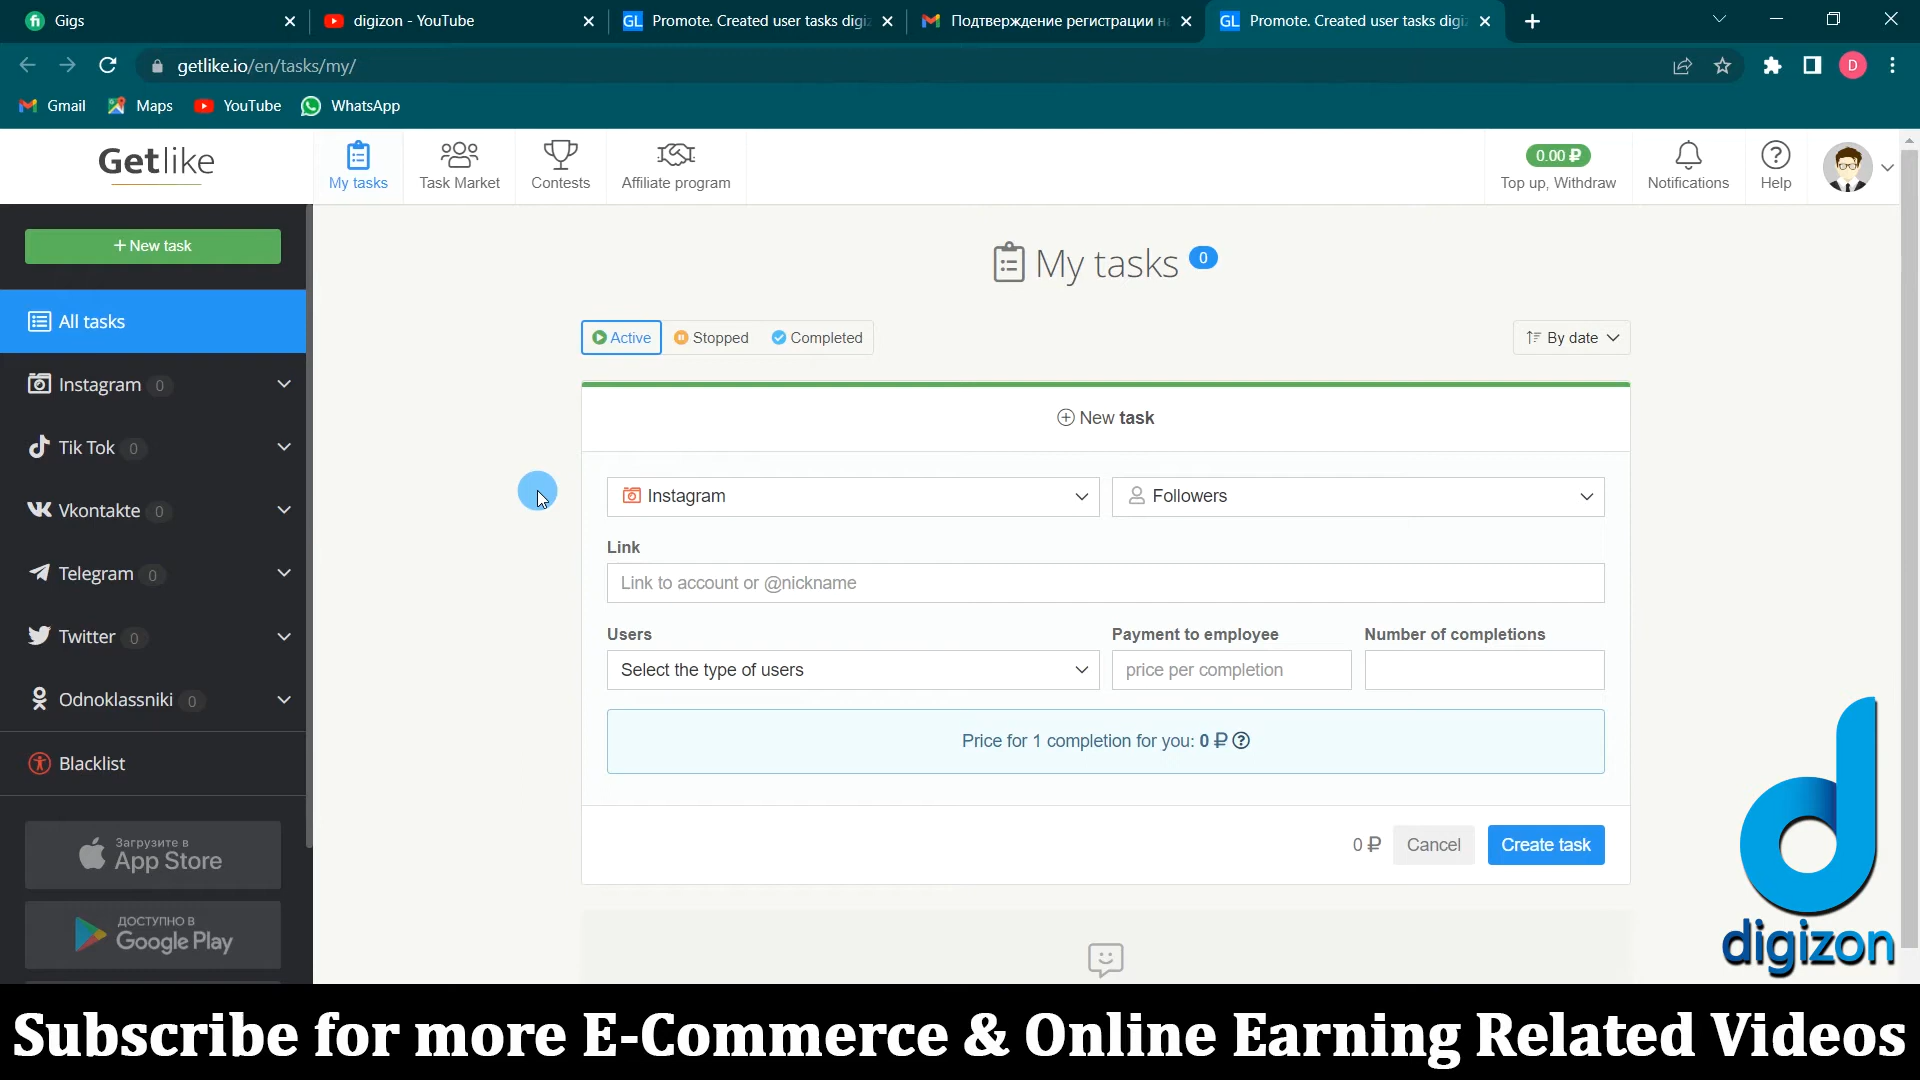 Gigs
digizon - YouTube
GL Promote. Created user tasks digi
Подтверждение регистрации н
GL Promote. Created user tasks digi
getlike.io/en/tasks/my/
D
Gmail
Maps
YouTube
WhatsApp
Getlike
My tasks
Task Market
Contests
Affiliate program
0.00 ₽
Top up, Withdraw
Notifications
Help
+ New task
All tasks
Instagram 0
Tik Tok 0
Vkontakte 0
Telegram 0
Twitter 0
Odnoklassniki 0
Blacklist
Загрузите в
App Store
ДОСТУПНО В
Google Play
My tasks 0
Active
Stopped
Completed
By date
New task
Instagram
Followers
Link
Link to account or @nickname
Users
Payment to employee
Number of completions
Select the type of users
price per completion
Price for 1 completion for you: 0 ₽
0 ₽
Cancel
Create task
digizon
Subscribe for more E-Commerce & Online Earning Related Videos